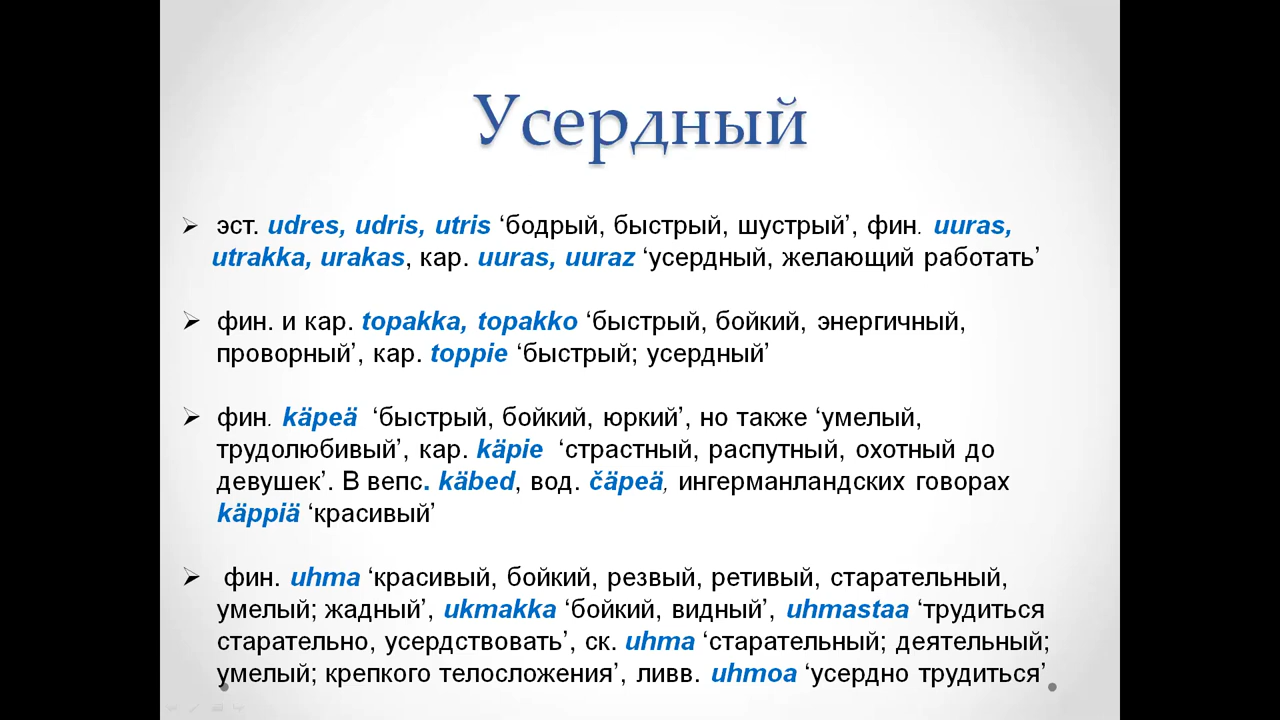 Усердный
➢ эст. udres, udris, utris ‘бодрый, быстрый, шустрый’, фин. uuras,
utrakka, urakas, кар. uuras, uuraz ‘усердный, желающий работать’
➢ фин. и кар. topakka, topakko ‘быстрый, бойкий, энергичный,
проворный’, кар. toppie ‘быстрый; усердный’
➢ фин. käpeä ‘быстрый, бойкий, юркий’, но также ‘умелый,
трудолюбивый’, кар. käpie ‘страстный, распутный, охотный до
девушек’. В вепс. käbed, вод. čäpeä, ингерманландских говорах
käppiä ‘красивый’
➢ фин. uhma ‘красивый, бойкий, резвый, ретивый, старательный,
умелый; жадный’, ukmakka ‘бойкий, видный’, uhmastaa ‘трудиться
старательно, усердствовать’, ск. uhma ‘старательный; деятельный;
умелый; крепкого телосложения’, ливв. uhmoa ‘усердно трудиться’